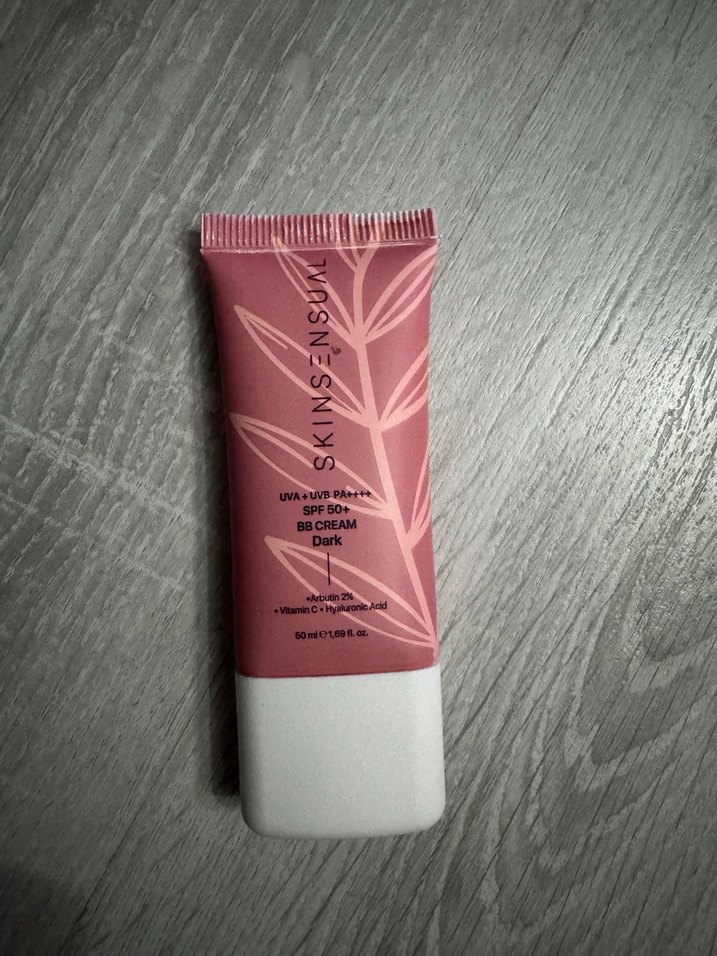 SKINSENSUAL
UVA + UVB PA++++
SPF 50+
BB CREAM
Dark
•Arbutin 2%
• Vitamin C • Hyaluronic Acid
50 ml ℮ 1,69 fl. oz.